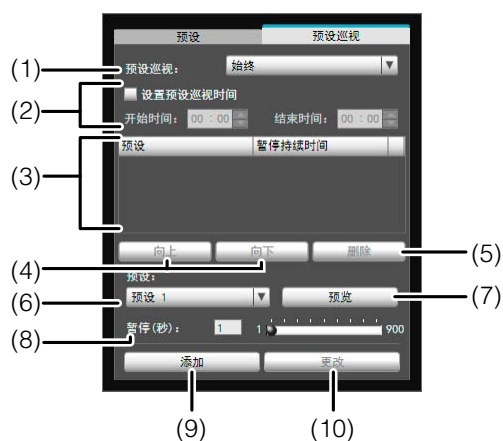 预设 预设巡视
(1) 预设巡视： 始终
(2) 设置预设巡视时间
开始时间： 00 : 00 结束时间： 00 : 00
(3) 预设 暂停持续时间
(4) 向上 向下 删除 (5)
预设：
(6) 预设 1 预览 (7)
(8) 暂停(秒)： 1 1 900
添加 更改
(9) (10)